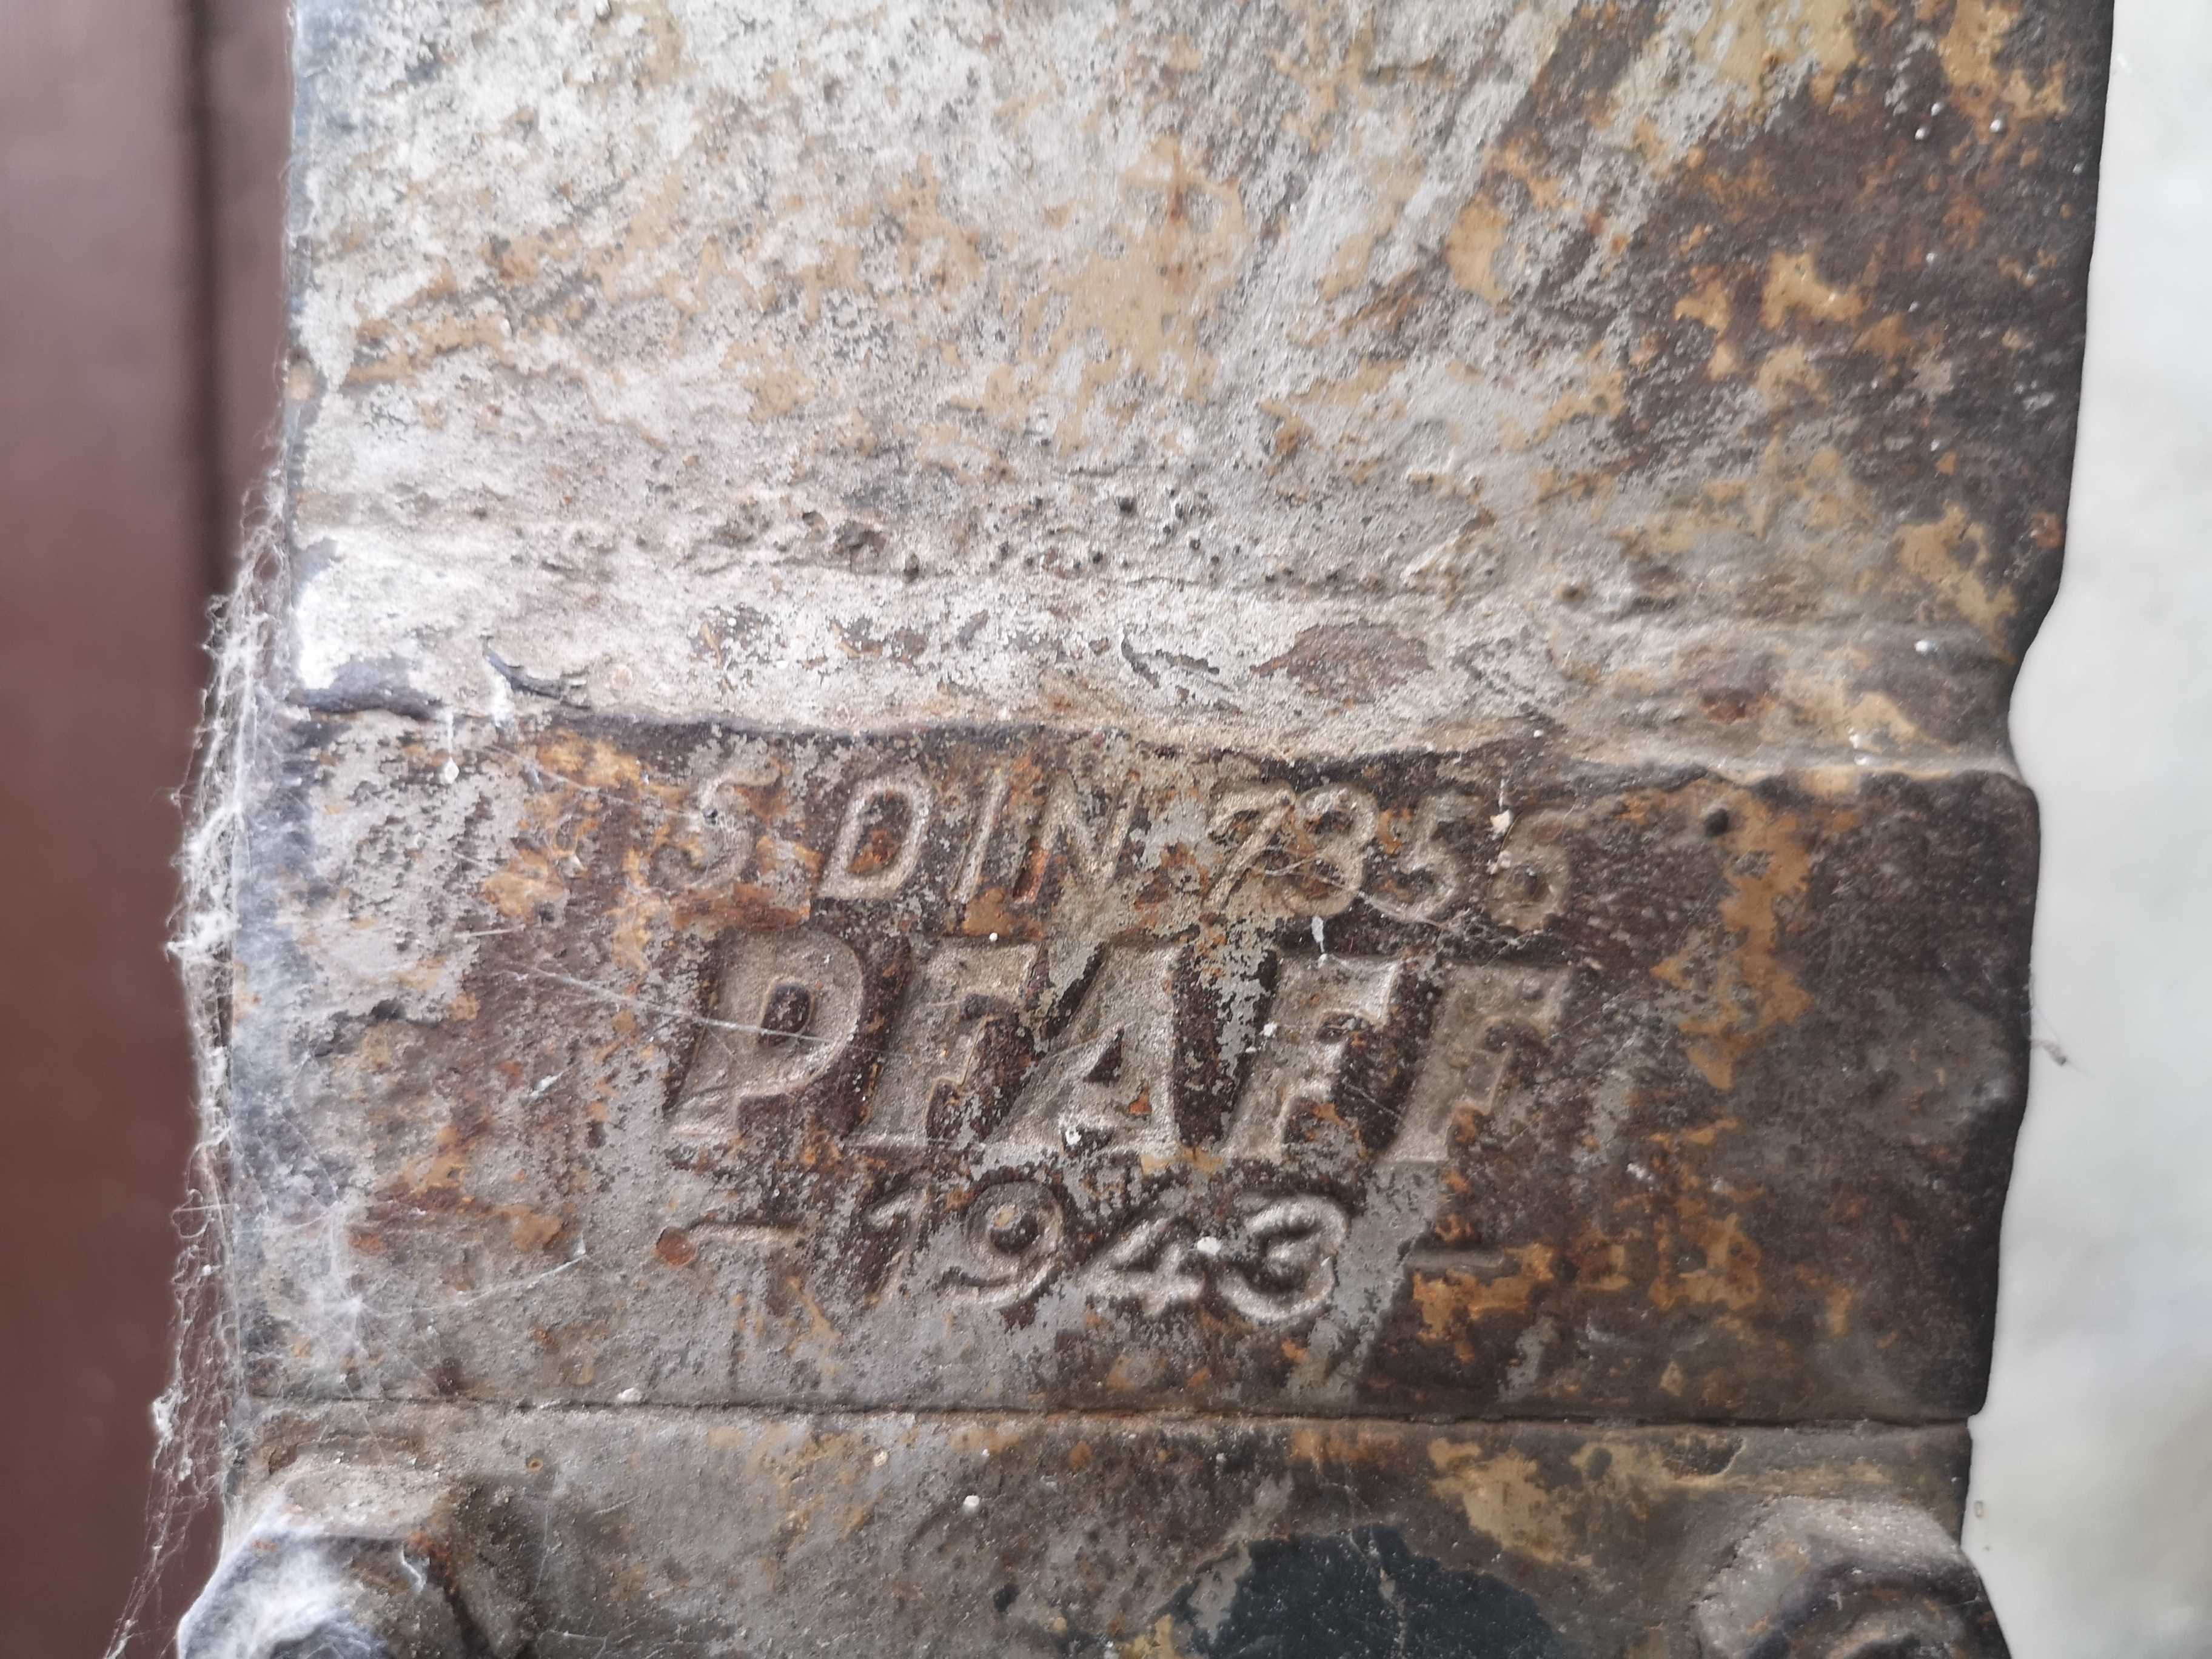 5 DIN 7355
PFAFF
- 1943 -